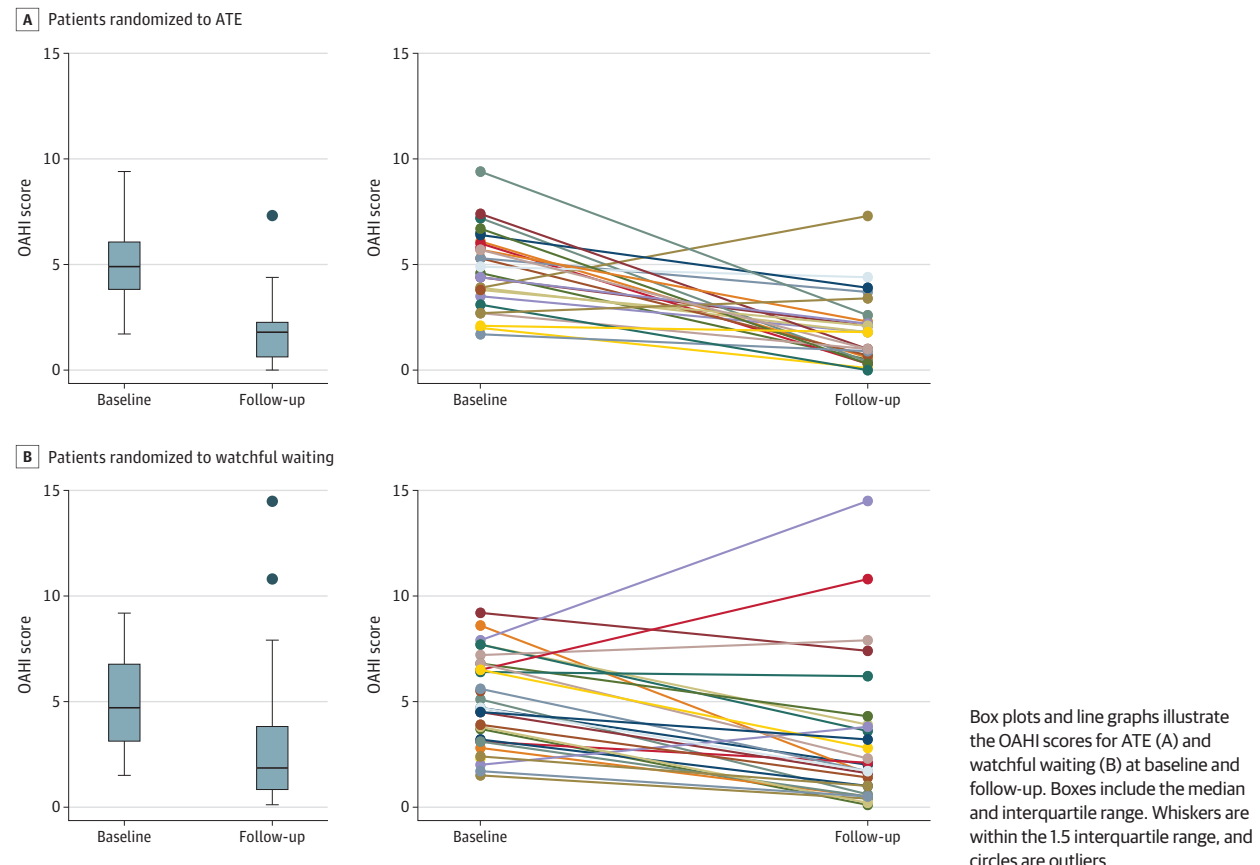 A Patients randomized to ATE
15
10
5
0
OAHI score
Baseline
Follow-up
15
10
5
0
OAHI score
Baseline
Follow-up
B Patients randomized to watchful waiting
15
10
5
0
OAHI score
Baseline
Follow-up
15
10
5
0
OAHI score
Baseline
Follow-up
Box plots and line graphs illustrate
the OAHI scores for ATE (A) and
watchful waiting (B) at baseline and
follow-up. Boxes include the median
and interquartile range. Whiskers are
within the 1.5 interquartile range, and
circles are outliers